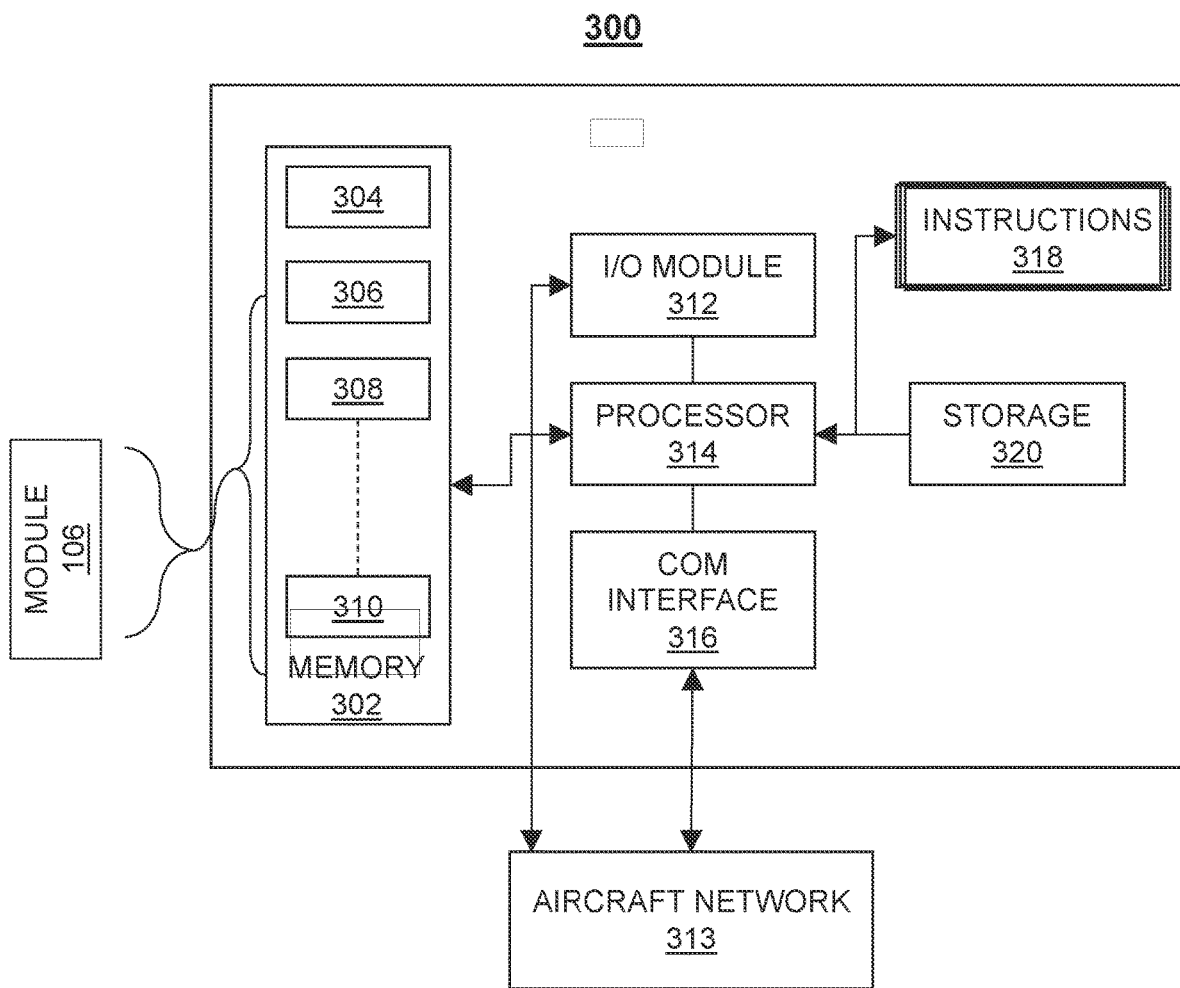 300
304
306
308
310
MEMORY
302
I/O MODULE
312
PROCESSOR
314
COM
INTERFACE
316
INSTRUCTIONS
318
STORAGE
320
MODULE
106
AIRCRAFT NETWORK
313